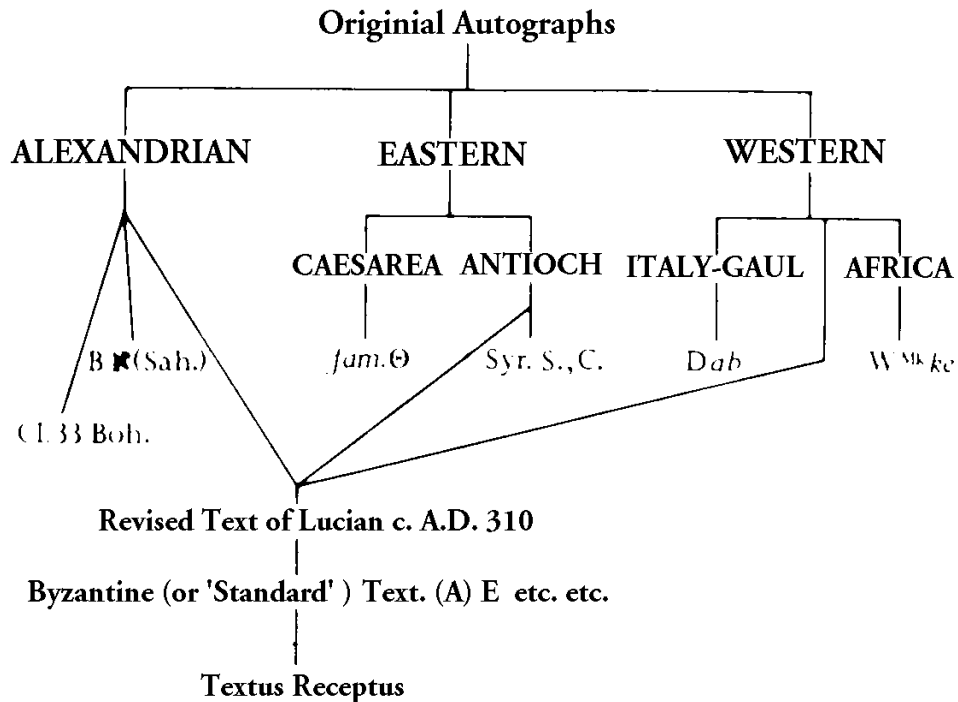 Originial Autographs
ALEXANDRIAN EASTERN WESTERN
CAESAREA ANTIOCH ITALY-GAUL AFRICA
B א (Sah.) fam.Θ Syr. S., C. Dab W
33 Boh.
Revised Text of Lucian c. A.D. 310
Byzantine (or 'Standard' ) Text. (A) E etc. etc.
Textus Receptus